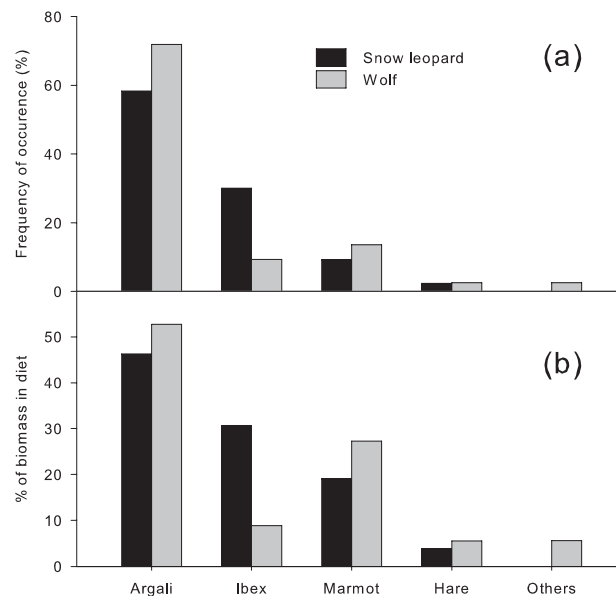 80
60
40
20
0
Frequency of occurence (%)
Snow leopard
Wolf
(a)
50
40
30
20
10
0
% of biomass in diet
(b)
Argali Ibex Marmot Hare Others